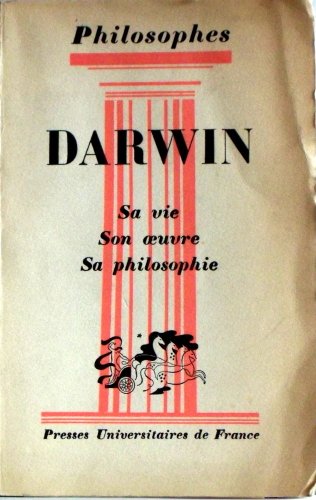 Philosophes
DARWIN
Sa vie
Son œuvre
Sa philosophie
Presses Universitaires de France